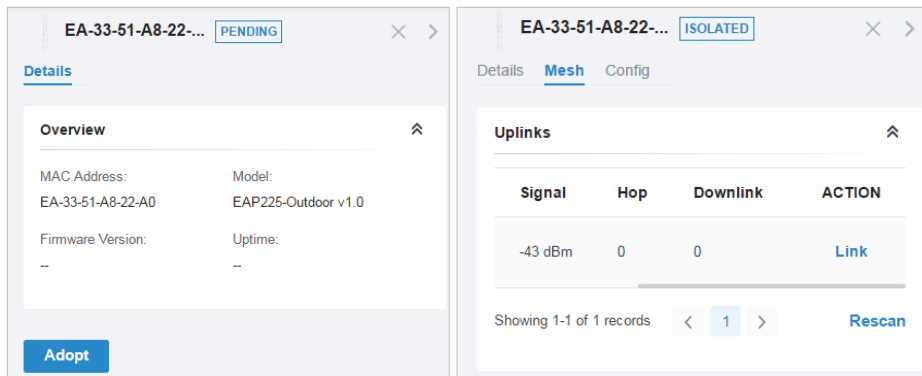 EA-33-51-A8-22-... PENDING
Details
Overview
MAC Address: Model:
EA-33-51-A8-22-A0 EAP225-Outdoor v1.0
Firmware Version: Uptime:
-- --
Adopt
EA-33-51-A8-22-... ISOLATED
Details Mesh Config
Uplinks
Signal Hop Downlink ACTION
-43 dBm 0 0 Link
Showing 1-1 of 1 records < 1 > Rescan